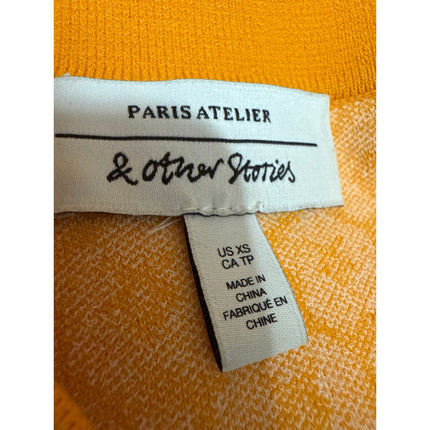 PARIS ATELIER
& Other Stories
US XS
CA TP
MADE IN
CHINA
FABRIQUÉ EN
CHINE